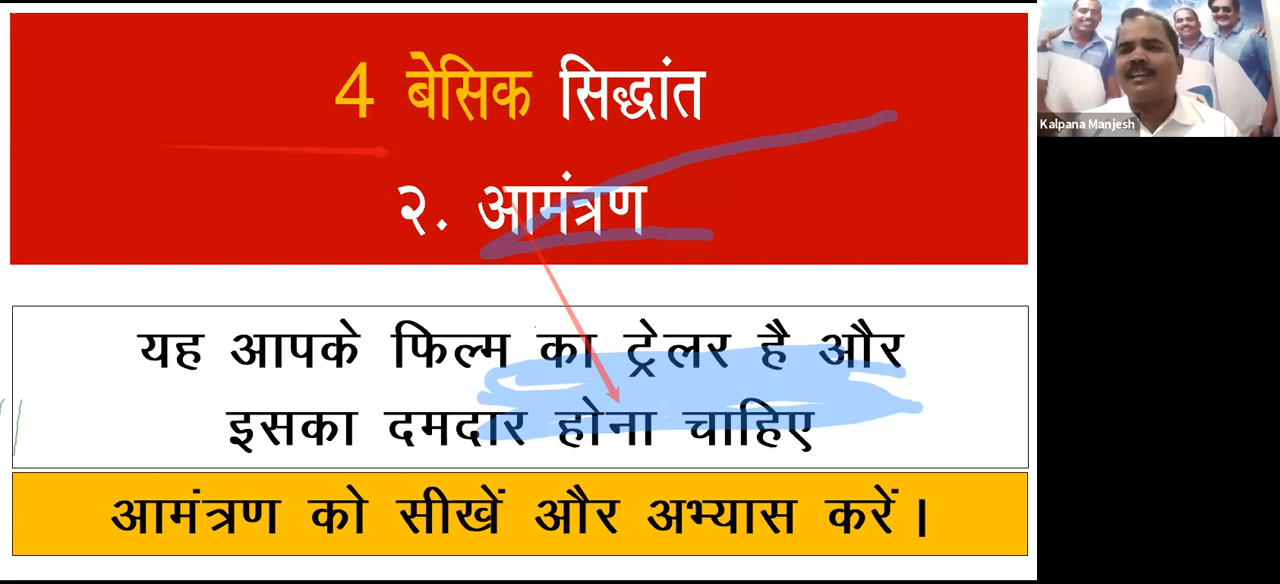 4 बेसिक सिद्धांत
२. आमंत्रण
यह आपके फिल्म का ट्रेलर है और
इसका दमदार होना चाहिए
आमंत्रण को सीखें और अभ्यास करें।
Kalpana Manjesh